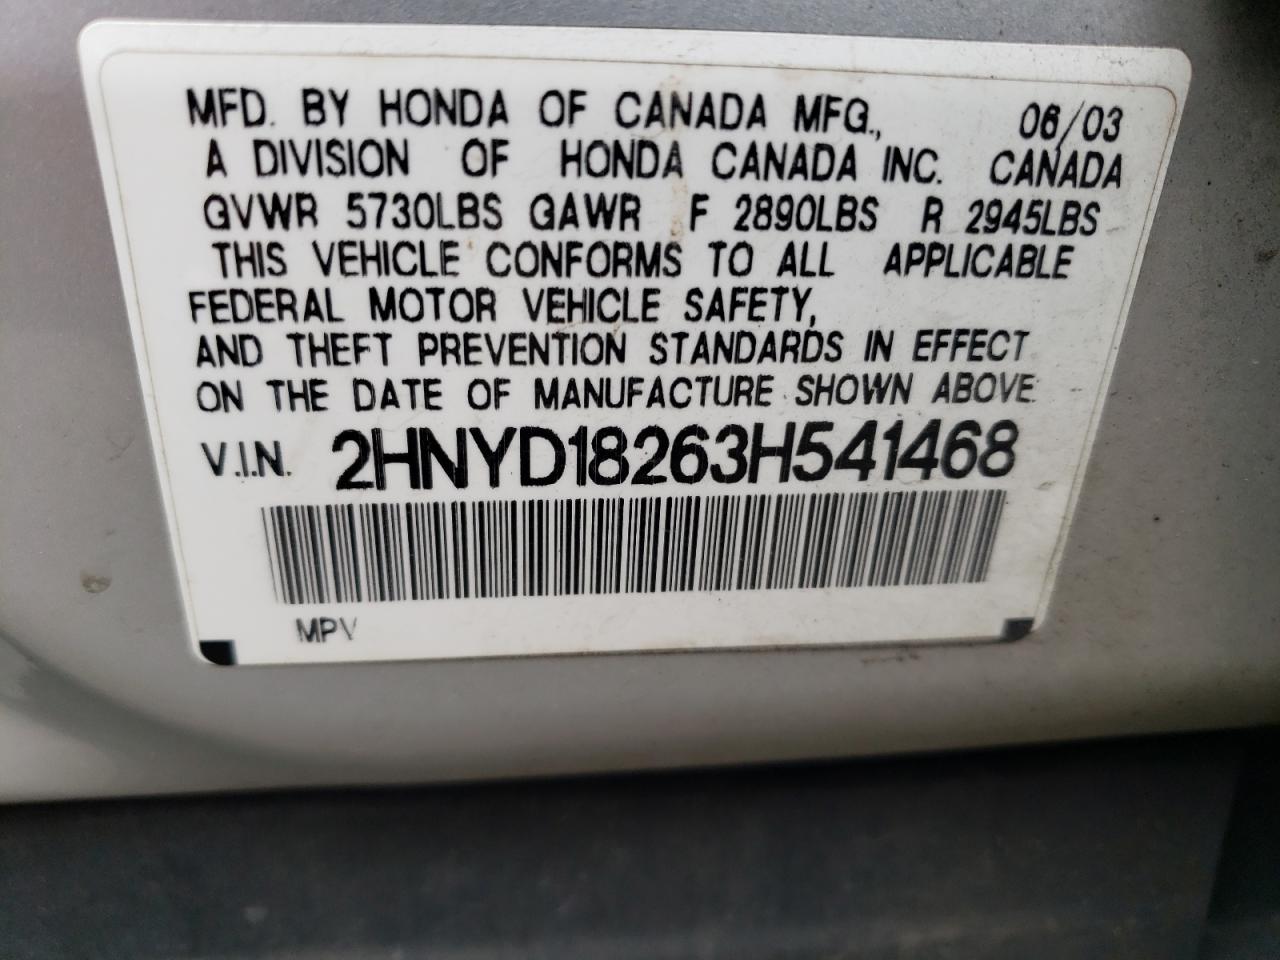 MFD. BY HONDA OF CANADA MFG., 06/03
A DIVISION OF HONDA CANADA INC. CANADA
GVWR 5730LBS GAWR F 2890LBS R 2945LBS
THIS VEHICLE CONFORMS TO ALL APPLICABLE
FEDERAL MOTOR VEHICLE SAFETY,
AND THEFT PREVENTION STANDARDS IN EFFECT
ON THE DATE OF MANUFACTURE SHOWN ABOVE.
V.I.N. 2HNYD18263H541468
MPV